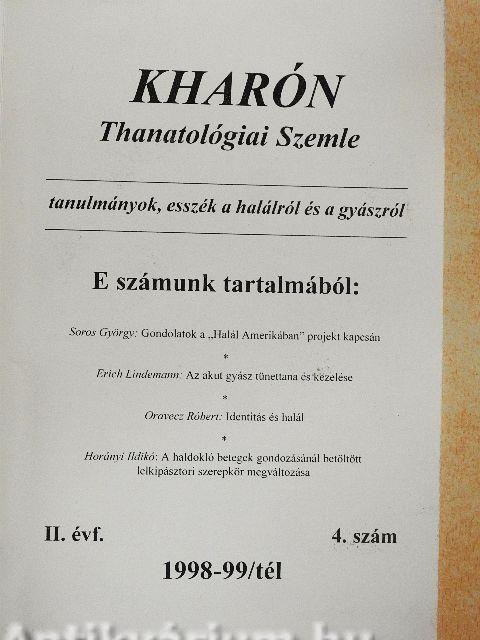 KHARÓN
Thanatológiai Szemle
tanulmányok, esszék a halálról és a gyászról
E számunk tartalmából:
Soros György: Gondolatok a „Halál Amerikában” projekt kapcsán
*
Erich Lindemann: Az akut gyász tünettana és kezelése
*
Oravecz Róbert: Identitás és halál
*
Horányi Ildikó: A haldokló betegek gondozásánál betöltött
lelkipásztori szerepkör megváltozása
II. évf. 4. szám
1998-99/tél
Antikvárium.hu